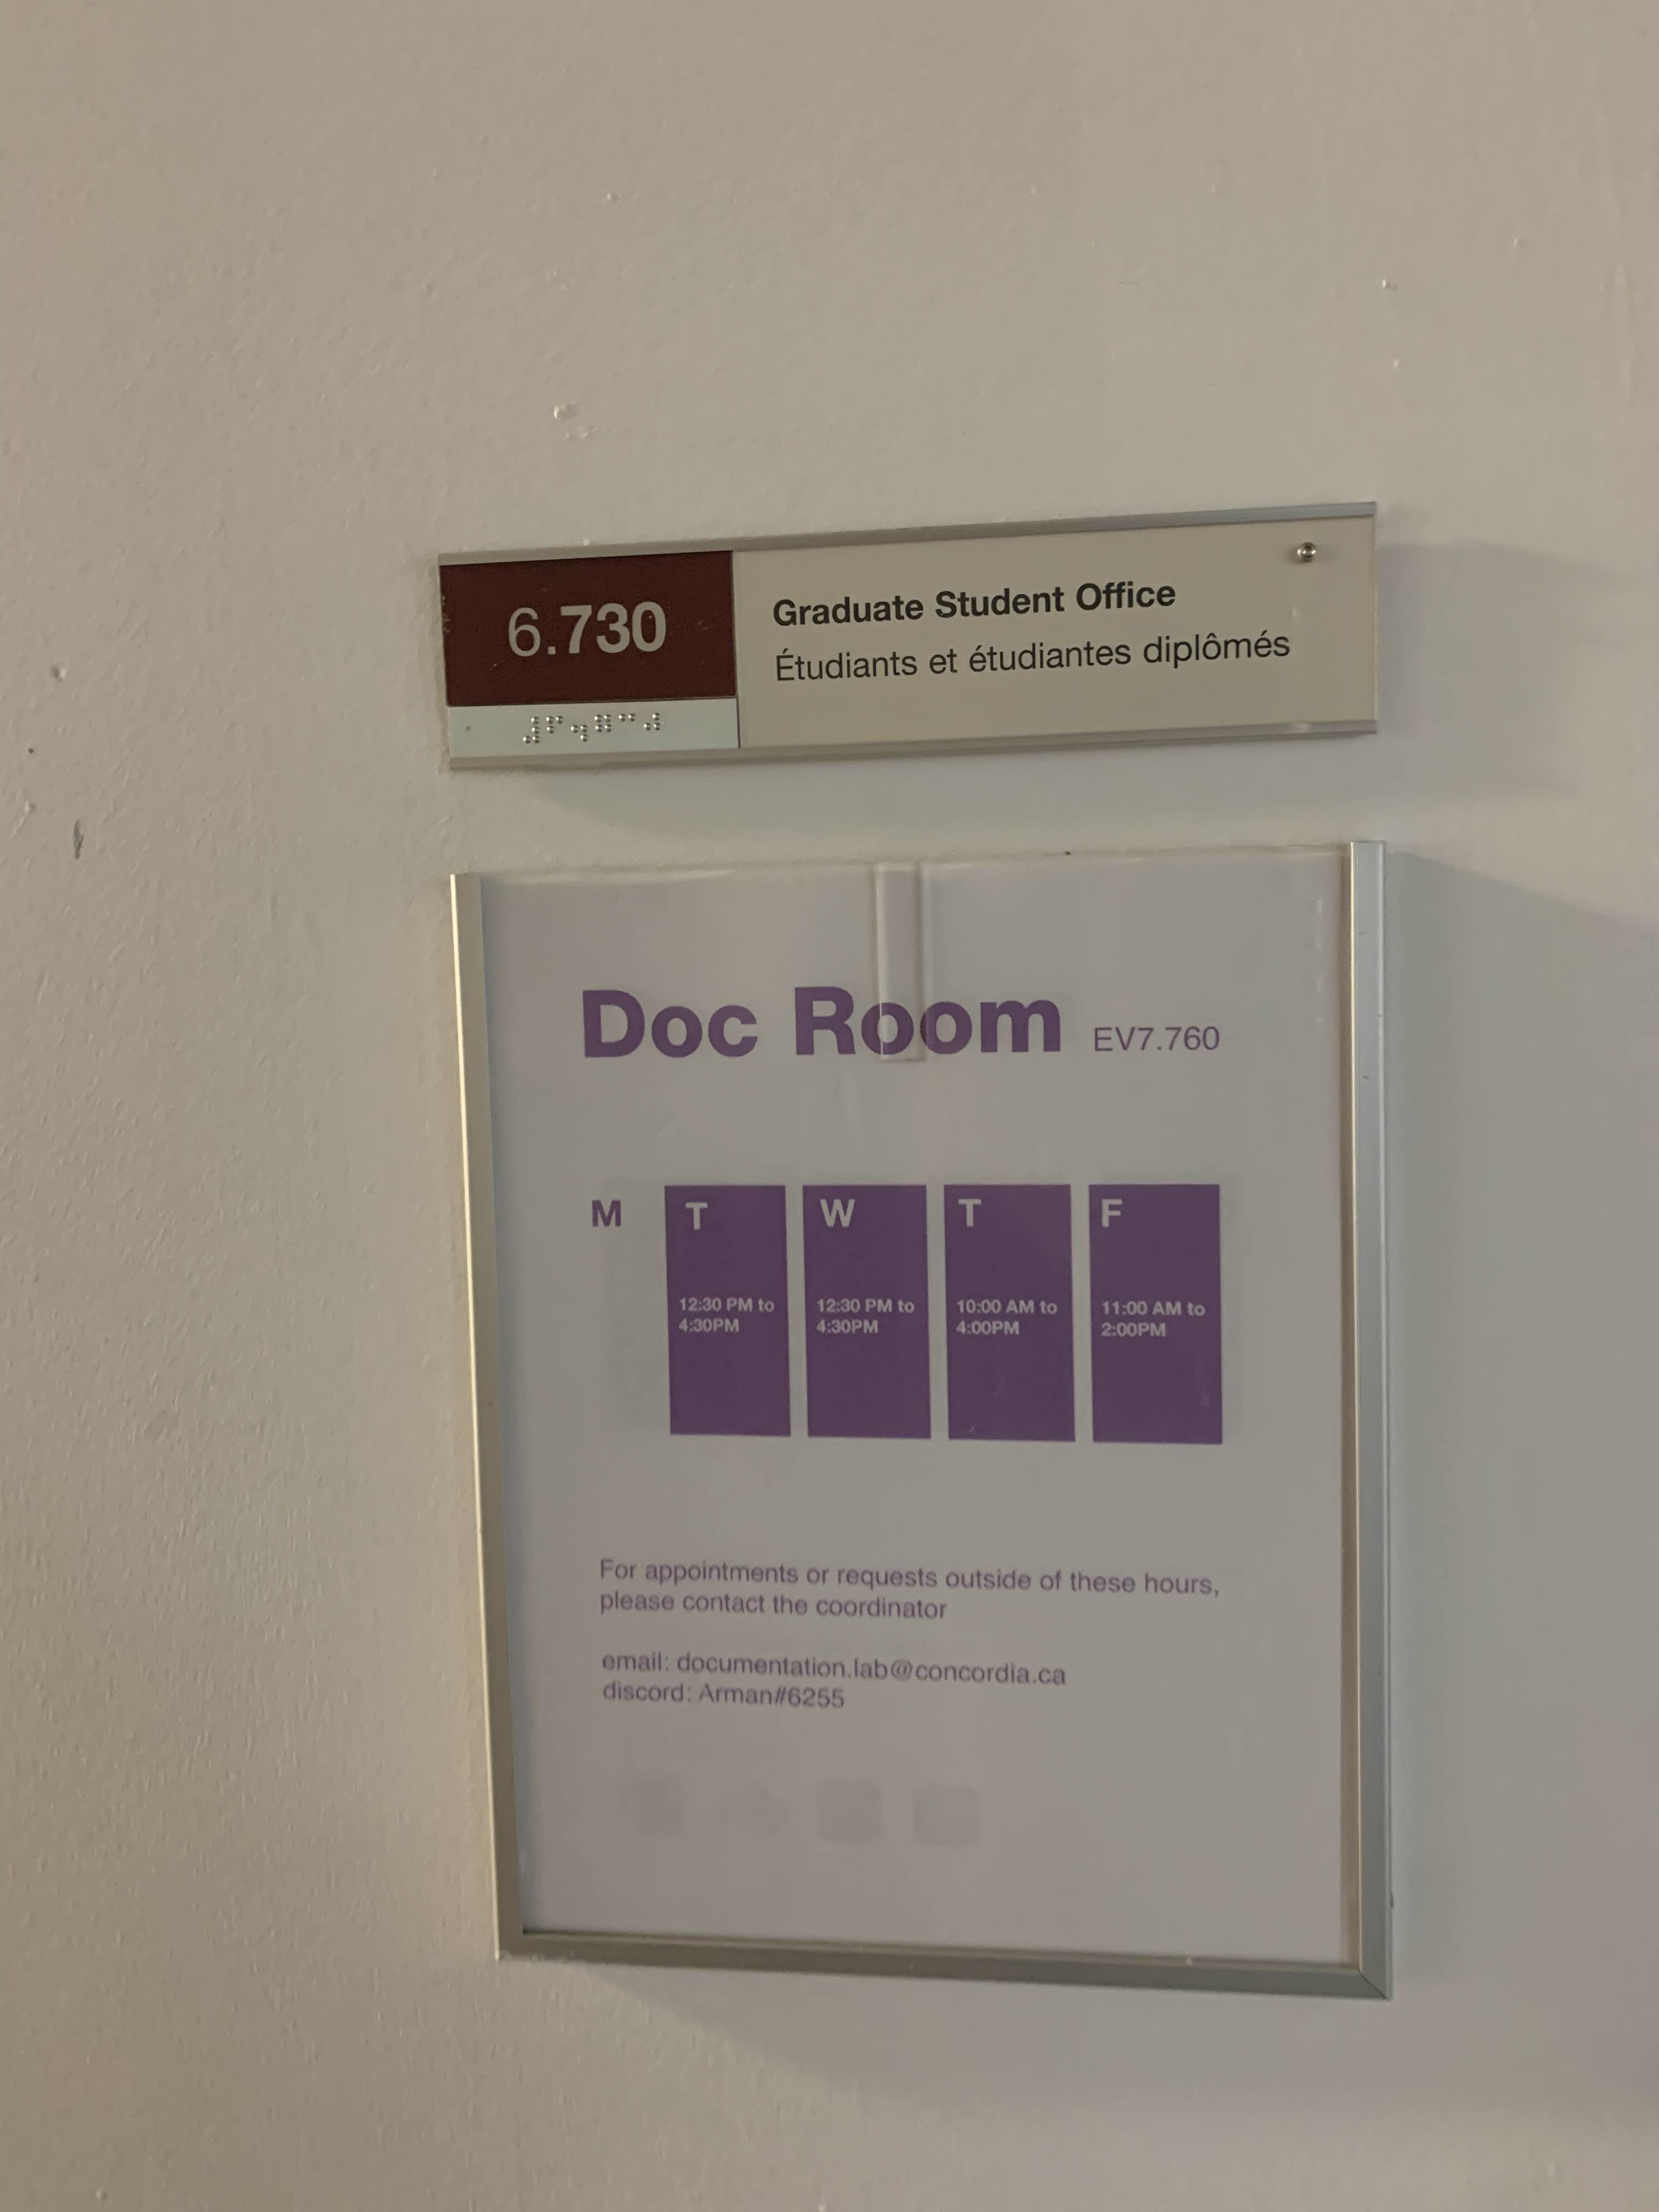 6.730
Graduate Student Office
Étudiants et étudiantes diplômés
⠼⠋⠲⠶⠉⠚
Doc Room EV7.760
M
T
12:30 PM to
4:30PM
W
12:30 PM to
4:30PM
T
10:00 AM to
4:00PM
F
11:00 AM to
2:00PM
For appointments or requests outside of these hours,
please contact the coordinator
email: documentation.lab@concordia.ca
discord: Arman#6255